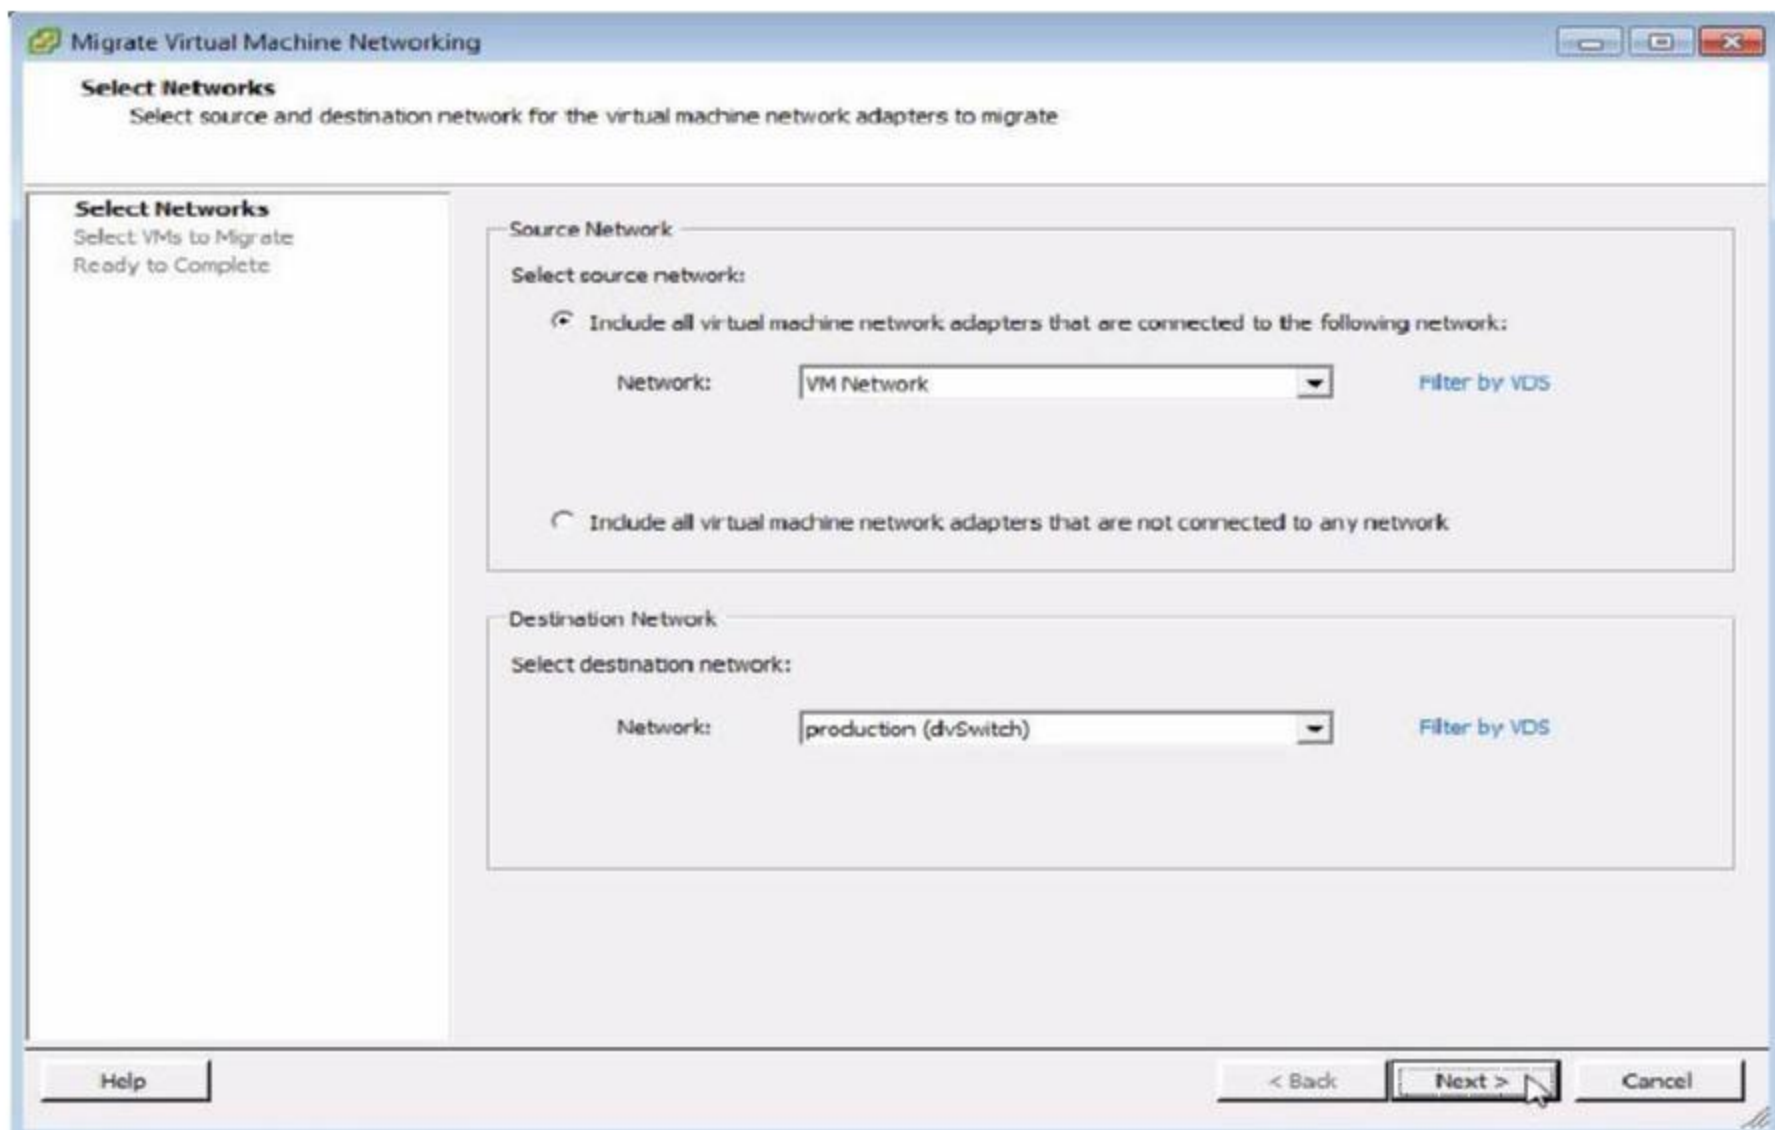 Migrate Virtual Machine Networking
Select Networks
Select source and destination network for the virtual machine network adapters to migrate
Select Networks
Select VMs to Migrate
Ready to Complete
Source Network
Select source network:
Include all virtual machine network adapters that are connected to the following network:
Network: VM Network Filter by VDS
Include all virtual machine network adapters that are not connected to any network
Destination Network
Select destination network:
Network: production (dvSwitch) Filter by VDS
Help < Back Next > Cancel